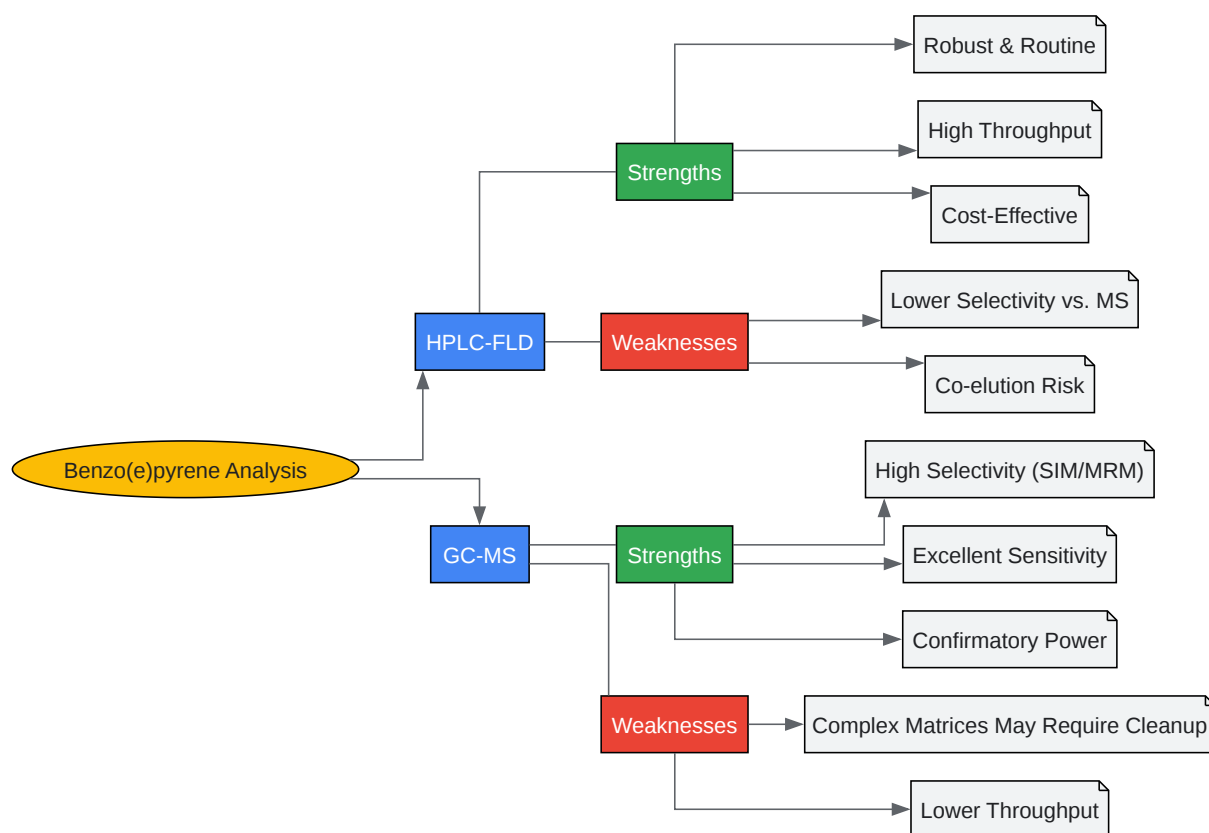 Robust & Routine
High Throughput
Strengths
Cost-Effective
Lower Selectivity vs. MS
HPLC-FLD
Weaknesses
Co-elution Risk
Benzo(e)pyrene Analysis
High Selectivity (SIM/MRM)
GC-MS
Strengths
Excellent Sensitivity
Confirmatory Power
Weaknesses
Complex Matrices May Require Cleanup
Lower Throughput